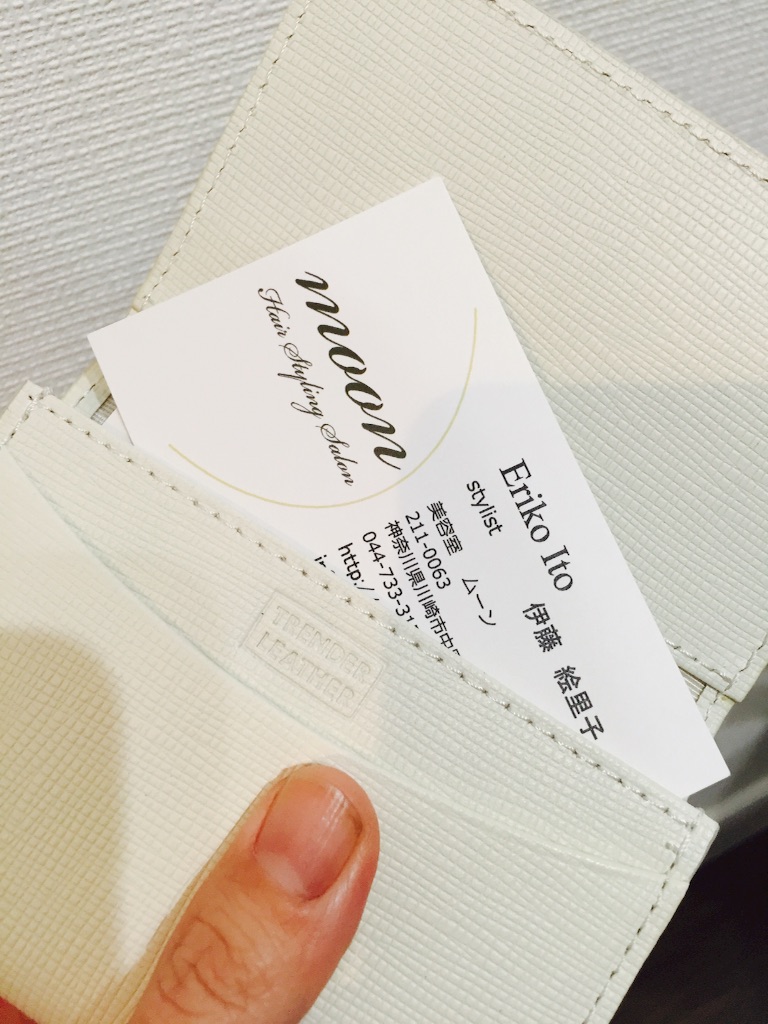 moon
Hair Styling Salon
Eriko Ito 伊藤 絵里子
stylist
美容室 ムーン
211-0063
神奈川県川崎市中
044-733-31
http:/
TRENDER
LEATHER